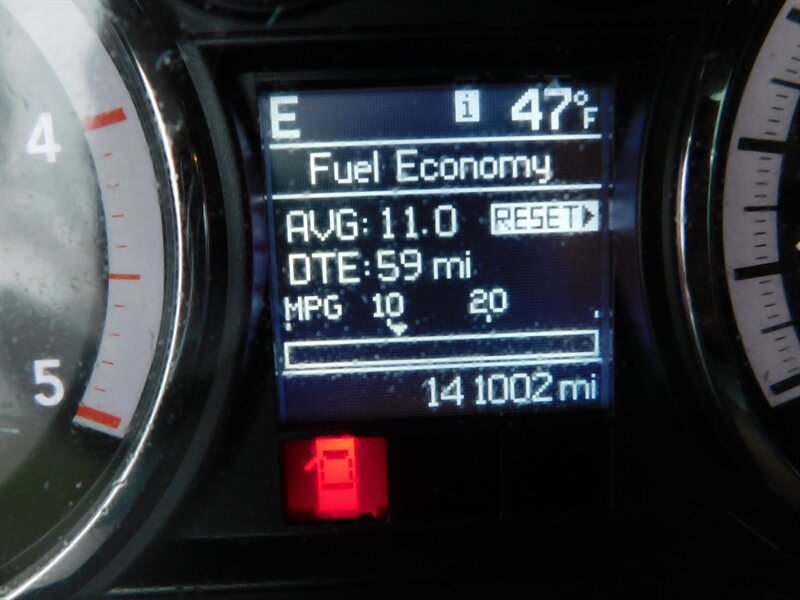 4
5
E i 47°F
Fuel Economy
AVG: 11.0 RESET
DTE: 59 mi
MPG 10 20
141002 mi